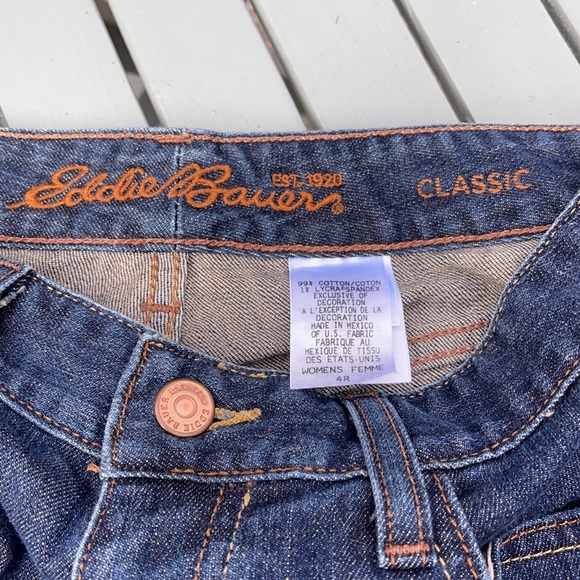 Eddie Bauer®
EST. 1920
CLASSIC
99% COTTON/COTON
1% LYCRA®SPANDEX
EXCLUSIVE OF
DECORATION
A L'EXCEPTION DE LA
DECORATION
MADE IN MEXICO
OF U.S. FABRIC
FABRIQUE AU
MEXIQUE DE TISSU
DES ETATS-UNIS
WOMENS FEMME
4R
EDDIE BAUER